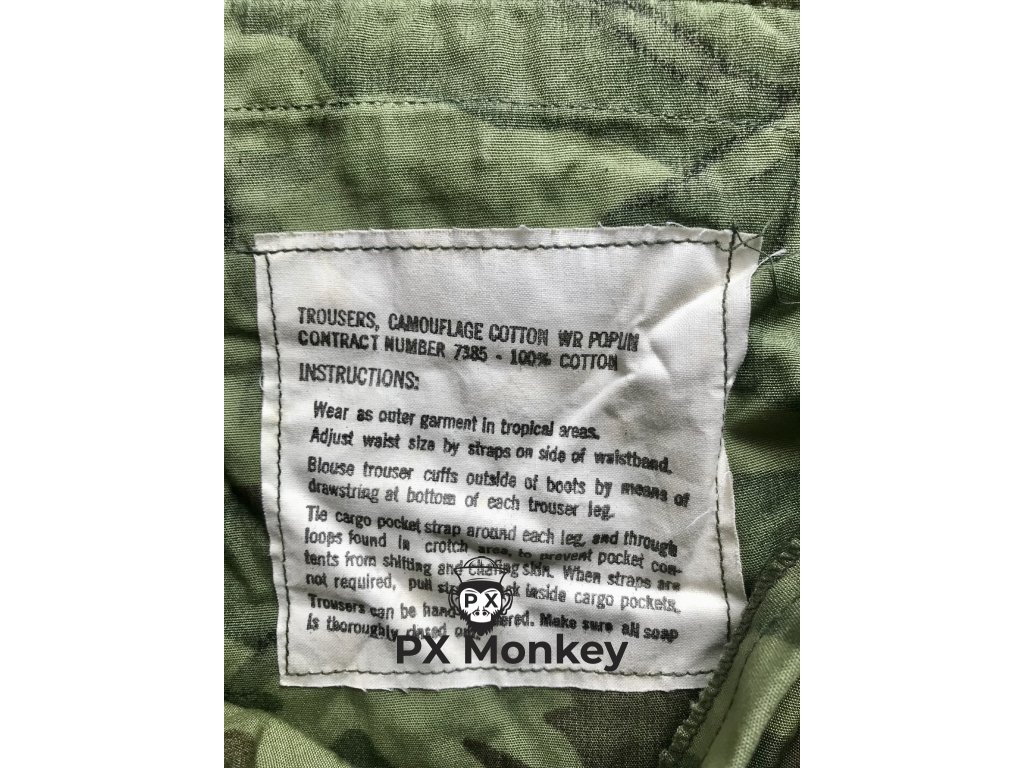 TROUSERS, CAMOUFLAGE COTTON WR POPLIN
CONTRACT NUMBER 7385 - 100% COTTON
INSTRUCTIONS:
Wear as outer garment in tropical areas.
Adjust waist size by straps on side of waistband.
Blouse trouser cuffs outside of boots by means of
drawstring at bottom of each trouser leg.
Tie cargo pocket strap around each leg, and through
loops found in crotch area, to prevent pocket con-
tents from shifting and chafing skin. When straps are
not required, pull inside cargo pockets.
Trousers can be Make sure all soap
is thoroughly
PX
PX Monkey